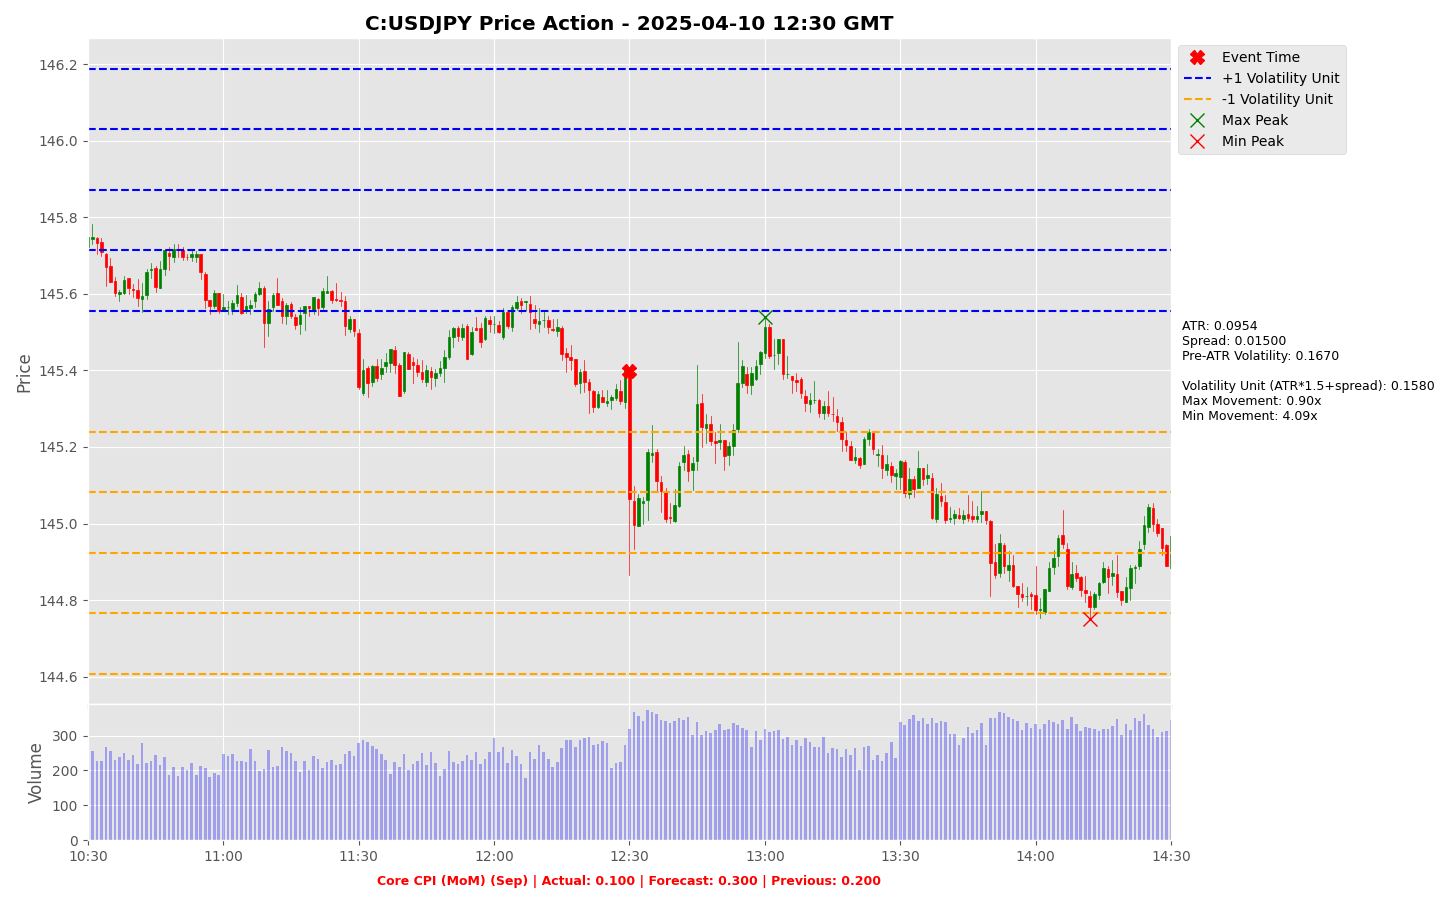 C:USDJPY Price Action - 2025-04-10 12:30 GMT
Event Time
+1 Volatility Unit
-1 Volatility Unit
Max Peak
Min Peak
Price
146.2
146.0
145.8
145.6
145.4
145.2
145.0
144.8
144.6
ATR: 0.0954
Spread: 0.01500
Pre-ATR Volatility: 0.1670
Volatility Unit (ATR*1.5+spread): 0.1580
Max Movement: 0.90x
Min Movement: 4.09x
Volume
300
200
100
0
10:30 11:00 11:30 12:00 12:30 13:00 13:30 14:00 14:30
Core CPI (MoM) (Sep) | Actual: 0.100 | Forecast: 0.300 | Previous: 0.200